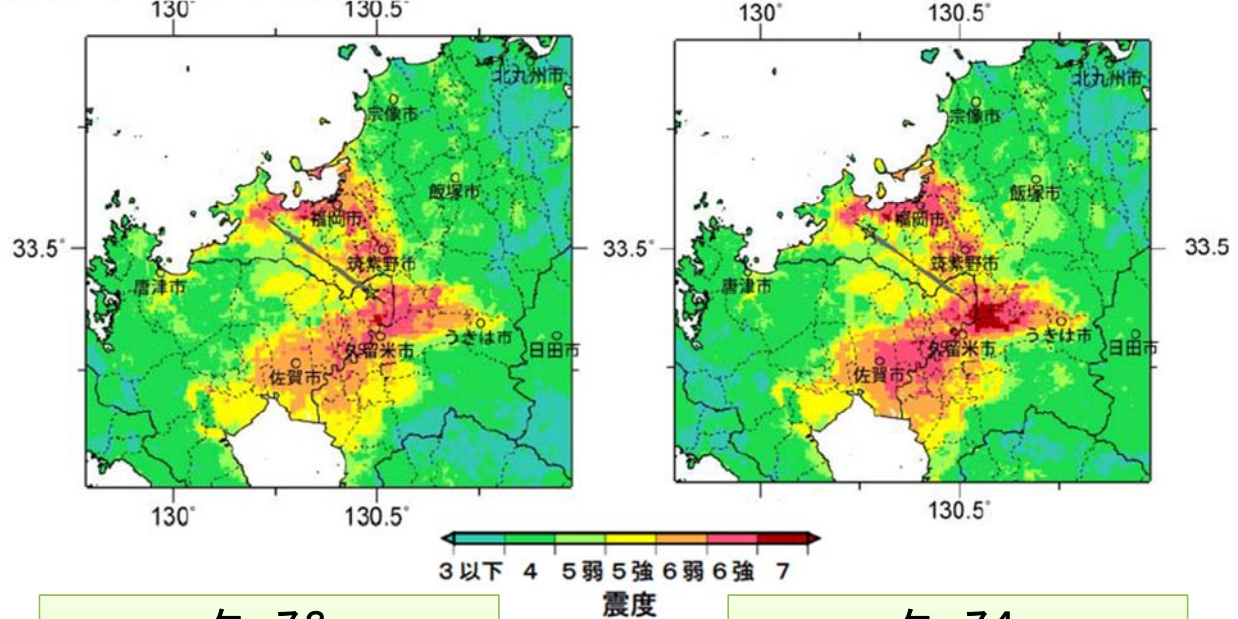 130° 130.5°
130° 130.5°
北九州市
宗像市
飯塚市
福岡市
33.5°
筑紫野市
唐津市
うきは市
久留米市
日田市
佐賀市
130° 130.5°
北九州市
宗像市
飯塚市
福岡市
33.5°
33.5
筑紫野市
唐津市
うきは市
久留米市
日田市
佐賀市
130° 130.5°
3以下 4 5弱 5強 6弱 6強 7
震度